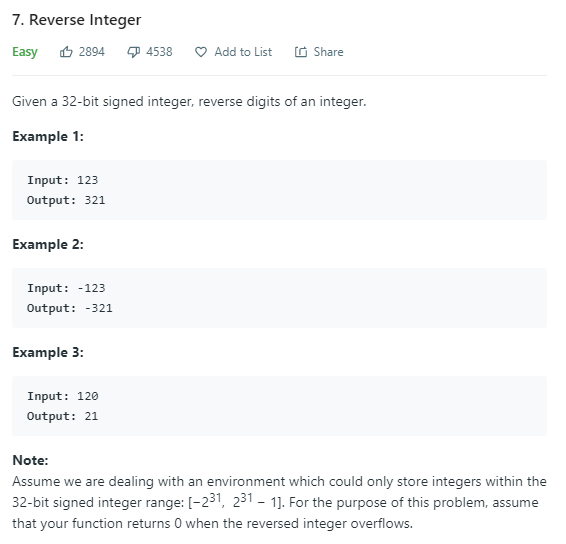 7. Reverse Integer
Easy 2894 4538 Add to List Share
Given a 32-bit signed integer, reverse digits of an integer.
Example 1:
Input: 123
Output: 321
Example 2:
Input: -123
Output: -321
Example 3:
Input: 120
Output: 21
Note:
Assume we are dealing with an environment which could only store integers within the
32-bit signed integer range: [−2³¹, 2³¹ − 1]. For the purpose of this problem, assume
that your function returns 0 when the reversed integer overflows.